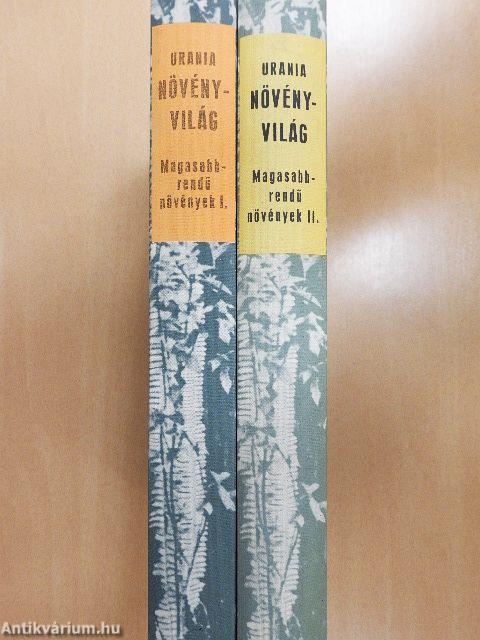 URANIA
NÖVÉNY-
VILÁG
Magasabb-
rendű
növények I.
URANIA
NÖVÉNY-
VILÁG
Magasabb-
rendű
növények II.
Antikvárium.hu